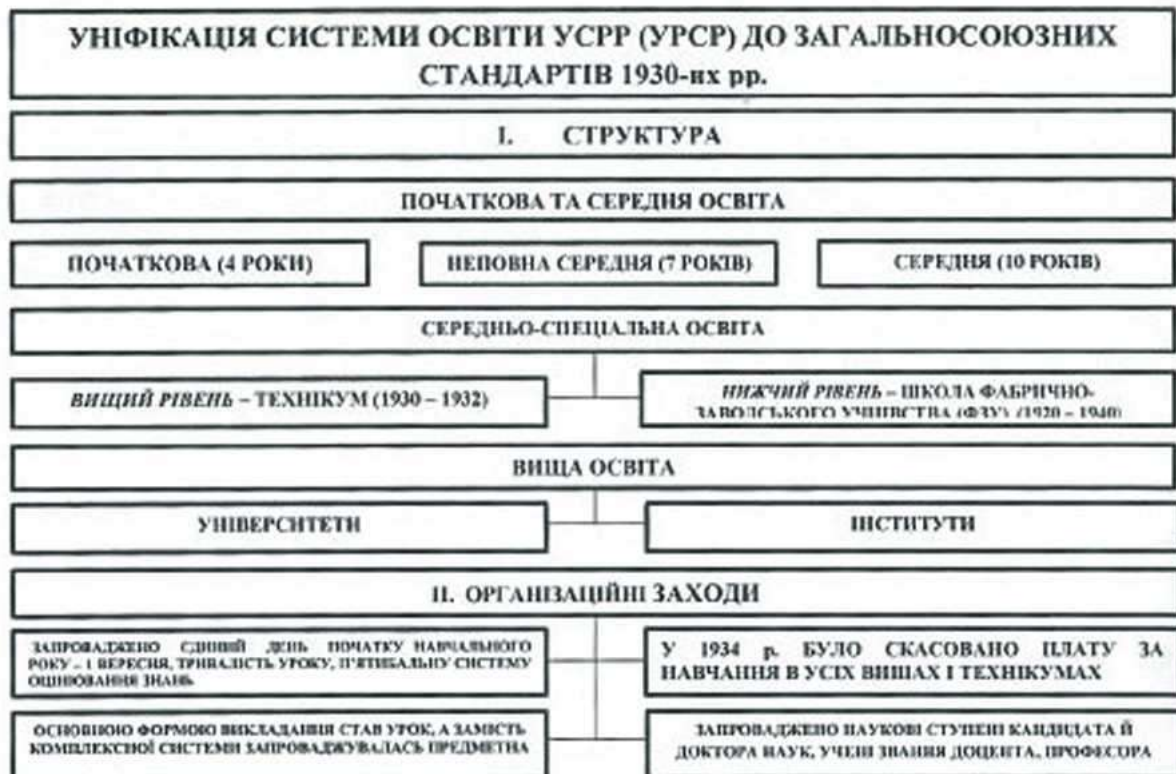 УНІФІКАЦІЯ СИСТЕМИ ОСВІТИ УСРР (УРСР) ДО ЗАГАЛЬНОСОЮЗНИХ
СТАНДАРТІВ 1930-их рр.
І. СТРУКТУРА
ПОЧАТКОВА ТА СЕРЕДНЯ ОСВІТА
ПОЧАТКОВА (4 РОКИ)
НЕПОВНА СЕРЕДНЯ (7 РОКІВ)
СЕРЕДНЯ (10 РОКІВ)
СЕРЕДНЬО-СПЕЦІАЛЬНА ОСВІТА
ВИЩИЙ РІВЕНЬ – ТЕХНІКУМ (1930 – 1932)
НИЖЧИЙ РІВЕНЬ – ШКОЛА ФАБРИЧНО-
ЗАВОДСЬКОГО УЧНІВСТВА (ФЗУ) (1920 – 1940)
ВИЩА ОСВІТА
УНІВЕРСИТЕТИ
ІНСТИТУТИ
ІІ. ОРГАНІЗАЦІЙНІ ЗАХОДИ
ЗАПРОВАДЖЕНО ЄДИНИЙ ДЕНЬ ПОЧАТКУ НАВЧАЛЬНОГО
РОКУ – 1 ВЕРЕСНЯ, ТРИВАЛІСТЬ УРОКУ, П'ЯТИБАЛЬНУ СИСТЕМУ
ОЦІНЮВАННЯ ЗНАНЬ
У 1934 р. БУЛО СКАСОВАНО ПЛАТУ ЗА
НАВЧАННЯ В УСІХ ВИШАХ І ТЕХНІКУМАХ
ОСНОВНОЮ ФОРМОЮ ВИКЛАДАННЯ СТАВ УРОК, А ЗАМІСТЬ
КОМПЛЕКСНОЇ СИСТЕМИ ЗАПРОВАДЖУВАЛАСЬ ПРЕДМЕТНА
ЗАПРОВАДЖЕНО НАУКОВІ СТУПЕНІ КАНДИДАТА Й
ДОКТОРА НАУК, УЧЕНІ ЗВАННЯ ДОЦЕНТА, ПРОФЕСОРА